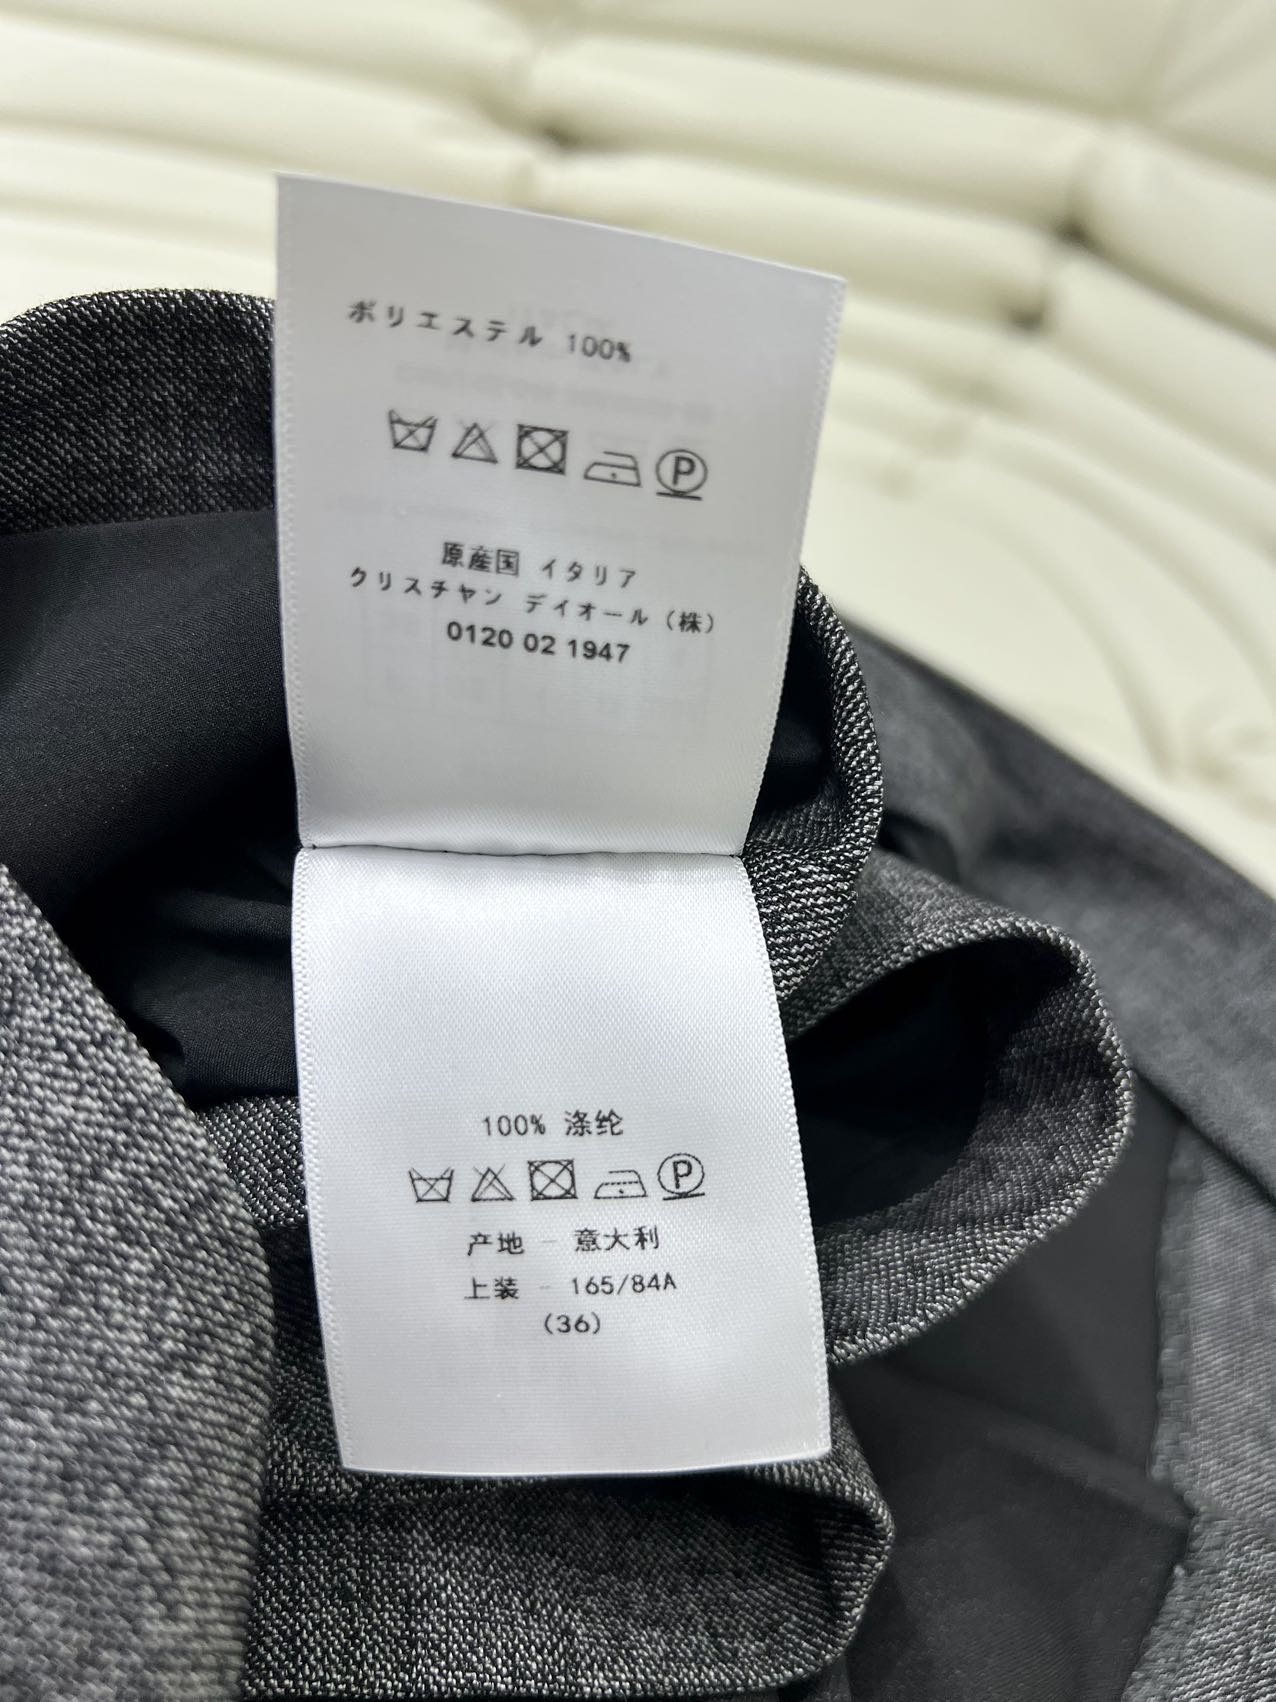 ポリエステル 100%
P
原産国 イタリア
クリスチャン ディオール (株)
0120 02 1947
100% 涤纶
P
产地 - 意大利
上装 - 165/84A
(36)